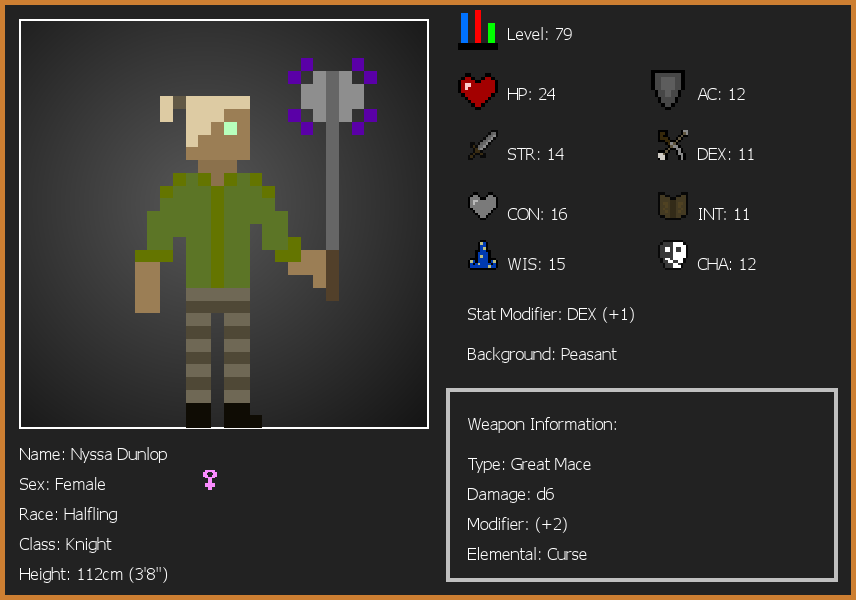 Level: 79
HP: 24
AC: 12
STR: 14
DEX: 11
CON: 16
INT: 11
WIS: 15
CHA: 12
Stat Modifier: DEX (+1)
Background: Peasant
Weapon Information:
Type: Great Mace
Damage: d6
Modifier: (+2)
Elemental: Curse
Name: Nyssa Dunlop
Sex: Female
Race: Halfling
Class: Knight
Height: 112cm (3'8")